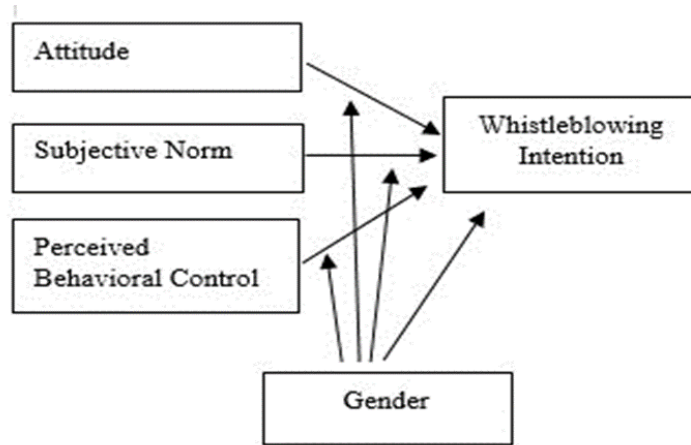 Attitude
Subjective Norm
Perceived
Behavioral Control
Whistleblowing
Intention
Gender